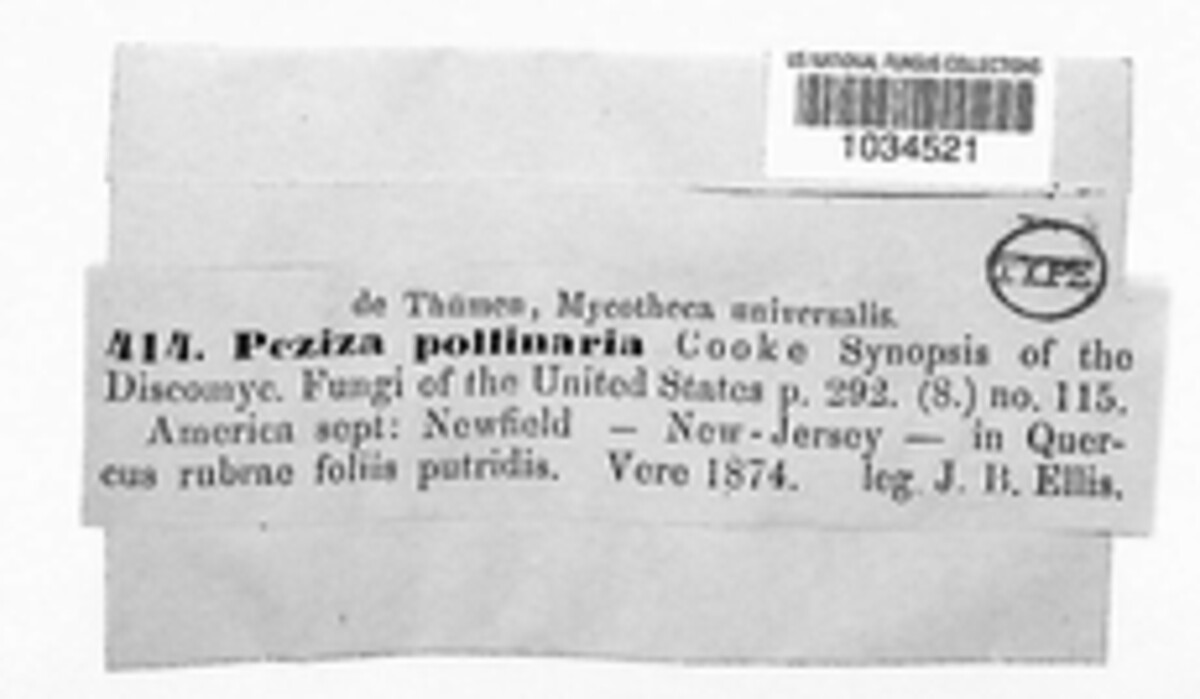 US NATIONAL FUNGUS COLLECTIONS
1034521
TYPE
de Thümen, Mycotheca universalis.
414. Peziza pollinaria Cooke Synopsis of the
Discomyc. Fungi of the United States p. 292. (S.) no. 115.
America sept: Newfield — New-Jersey — in Quer-
cus rubrae foliis putridis. Vere 1874. leg. J. B. Ellis.